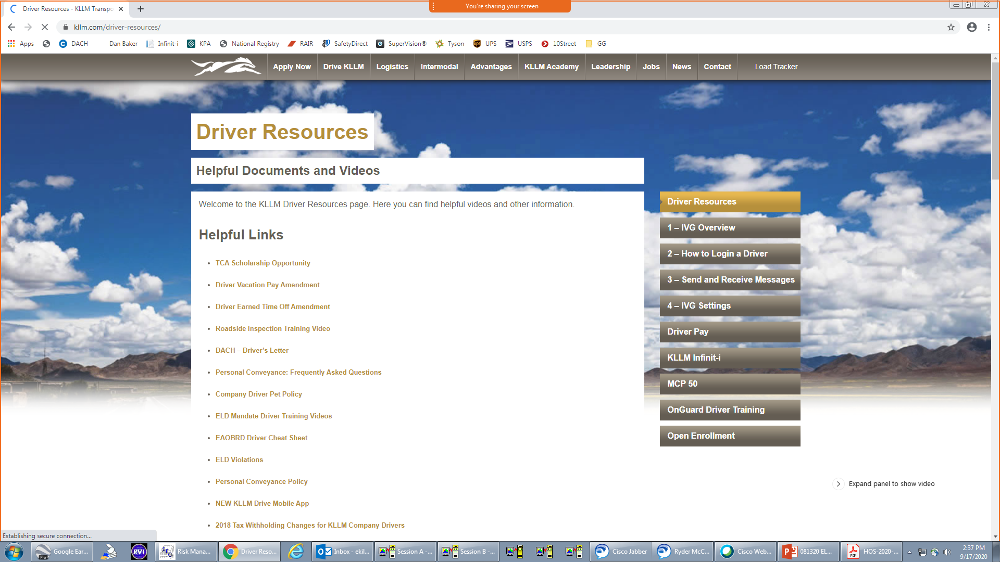 Driver Resources - KLLM Transpo
You're sharing your screen
kllm.com/driver-resources/
Apps DACH Dan Baker Infinit-i KPA National Registry RAIR SafetyDirect SuperVision® Tyson UPS USPS 10Street GG
Apply Now Drive KLLM Logistics Intermodal Advantages KLLM Academy Leadership Jobs News Contact Load Tracker
Driver Resources
Helpful Documents and Videos
Welcome to the KLLM Driver Resources page. Here you can find helpful videos and other information.
Helpful Links
• TCA Scholarship Opportunity
• Driver Vacation Pay Amendment
• Driver Earned Time Off Amendment
• Roadside Inspection Training Video
• DACH – Driver’s Letter
• Personal Conveyance: Frequently Asked Questions
• Company Driver Pet Policy
• ELD Mandate Driver Training Videos
• EAOBRD Driver Cheat Sheet
• ELD Violations
• Personal Conveyance Policy
• NEW KLLM Drive Mobile App
• 2018 Tax Withholding Changes for KLLM Company Drivers
Driver Resources
1 – IVG Overview
2 – How to Login a Driver
3 – Send and Receive Messages
4 – IVG Settings
Driver Pay
KLLM Infinit-i
MCP 50
OnGuard Driver Training
Open Enrollment
Expand panel to show video
Establishing secure connection...
Google Ear... Pro RVI Risk Mana... Driver Reso... Inbox - ekil... Session A -... Session B -... Cisco Jabber Ryder McC... Cisco Web... 081320 EL... HOS-2020-...
2:37 PM
9/17/2020